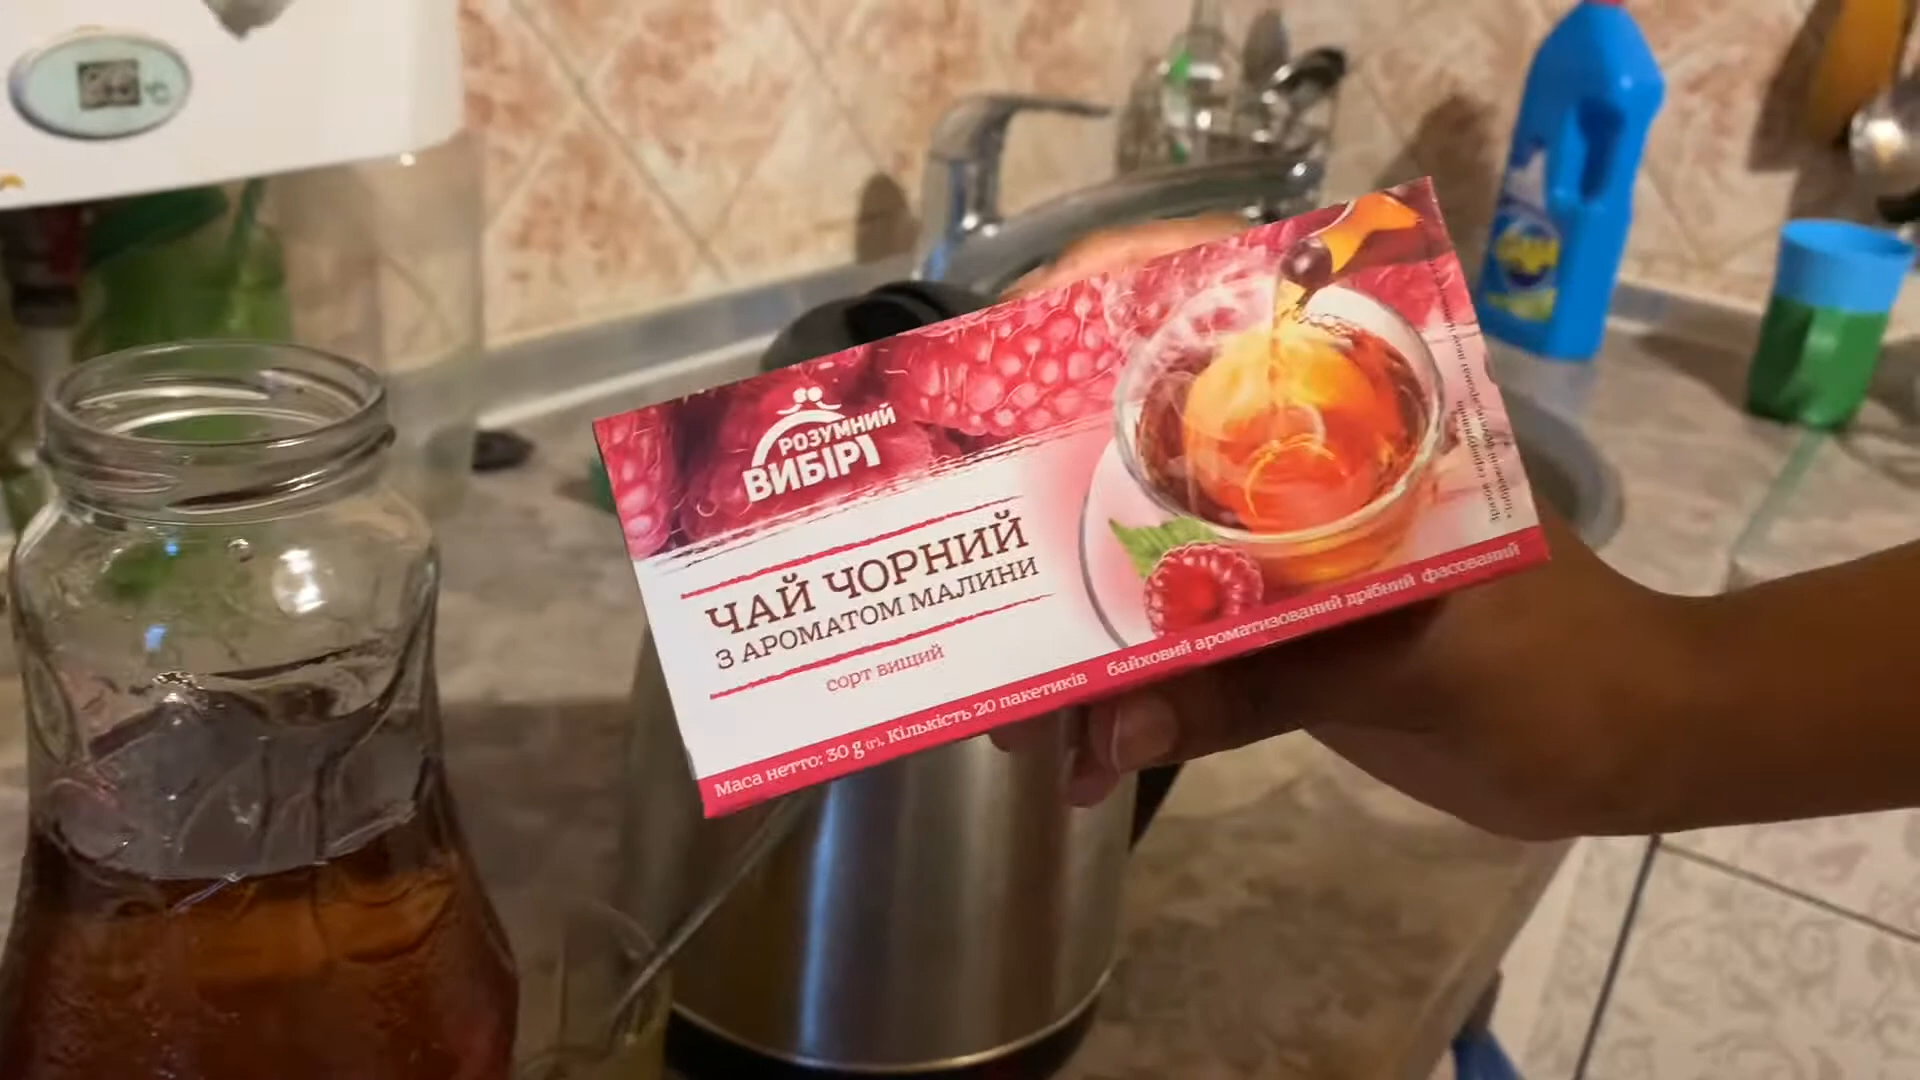 РОЗУМНИЙ
ВИБІР
ЧАЙ ЧОРНИЙ
З АРОМАТОМ МАЛИНИ
сорт вищий
Маса нетто: 30 g (г). Кількість 20 пакетиків байховий ароматизований дрібний фасований
°C